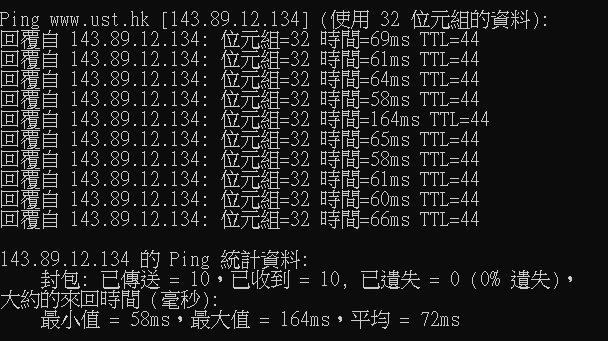 Ping www.ust.hk [143.89.12.134] (使用 32 位元組的資料):
回覆自 143.89.12.134: 位元組=32 時間=69ms TTL=44
回覆自 143.89.12.134: 位元組=32 時間=61ms TTL=44
回覆自 143.89.12.134: 位元組=32 時間=64ms TTL=44
回覆自 143.89.12.134: 位元組=32 時間=58ms TTL=44
回覆自 143.89.12.134: 位元組=32 時間=164ms TTL=44
回覆自 143.89.12.134: 位元組=32 時間=65ms TTL=44
回覆自 143.89.12.134: 位元組=32 時間=58ms TTL=44
回覆自 143.89.12.134: 位元組=32 時間=61ms TTL=44
回覆自 143.89.12.134: 位元組=32 時間=60ms TTL=44
回覆自 143.89.12.134: 位元組=32 時間=66ms TTL=44
143.89.12.134 的 Ping 統計資料:
封包: 已傳送 = 10，已收到 = 10, 已遺失 = 0 (0% 遺失)，
大約的來回時間 (毫秒):
最小值 = 58ms，最大值 = 164ms，平均 = 72ms